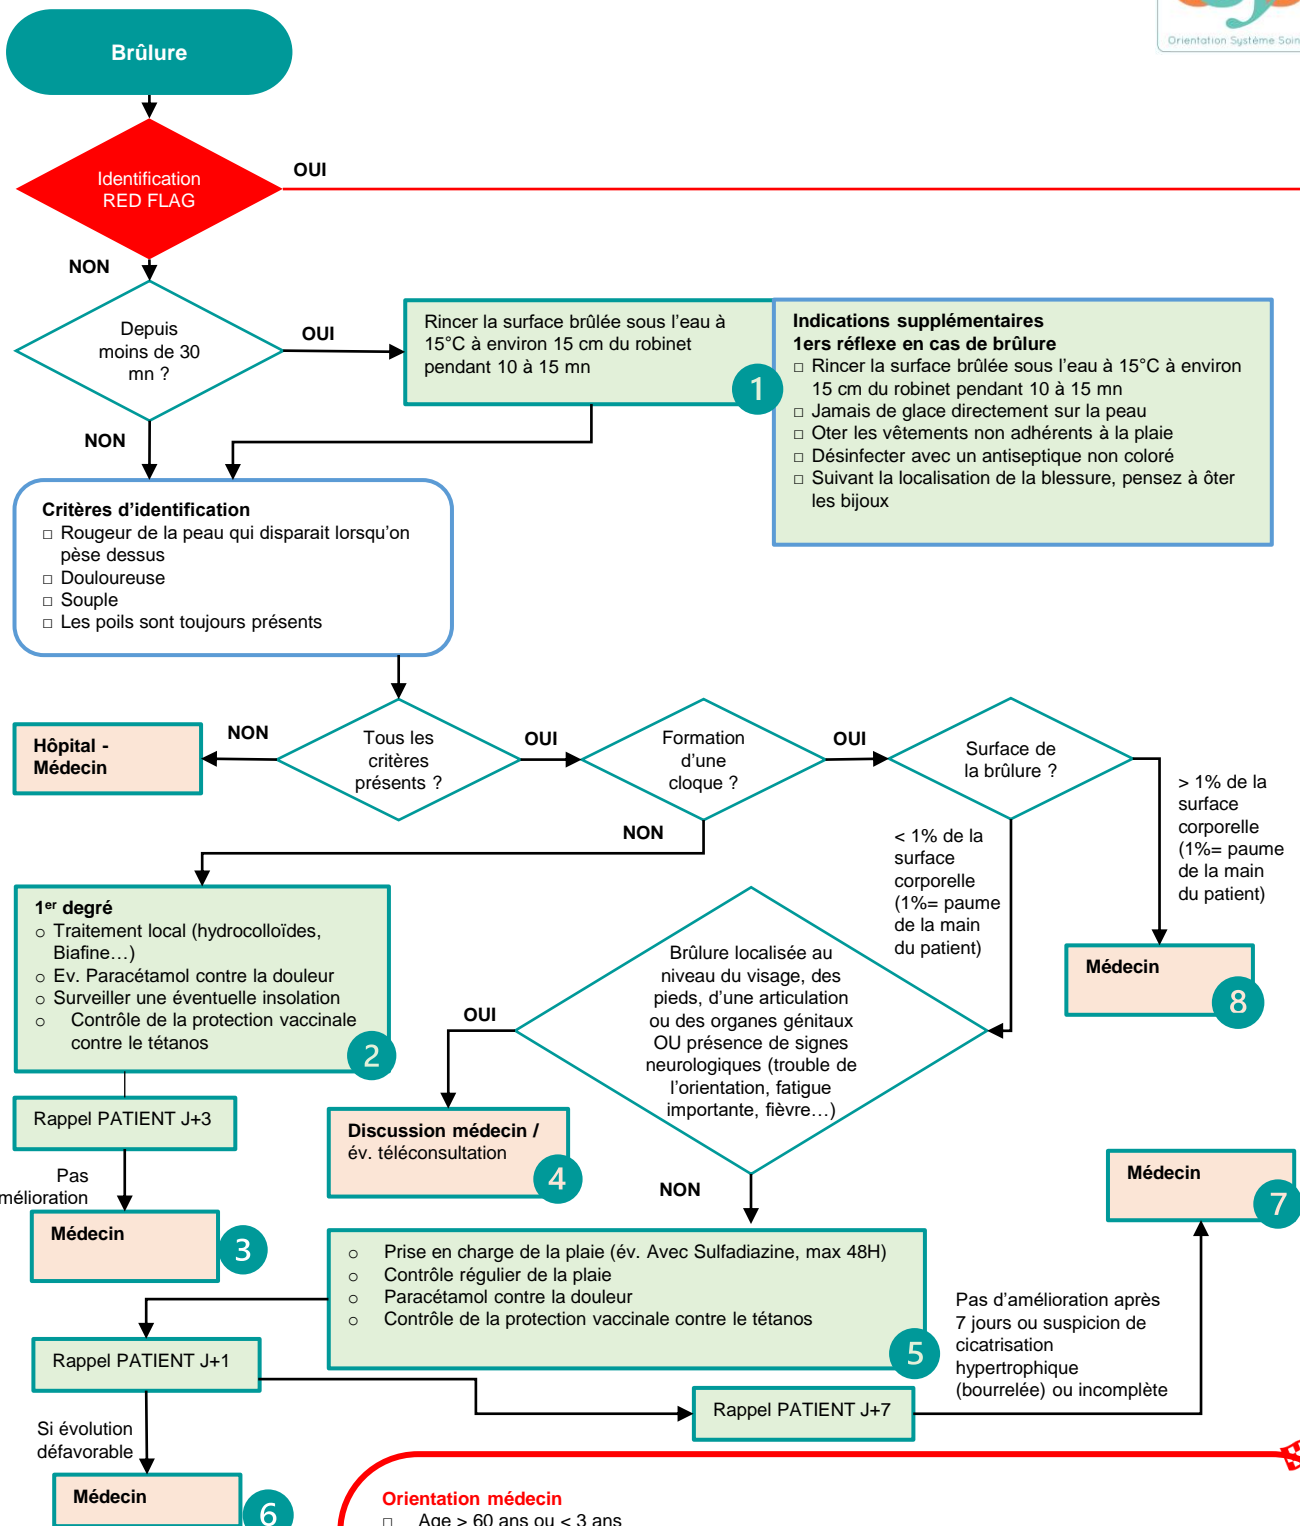 Orientation Système Soin
Brûlure
Identification
RED FLAG
OUI
NON
Depuis
moins de 30
mn ?
OUI
NON
Rincer la surface brûlée sous l’eau à
15°C à environ 15 cm du robinet
pendant 10 à 15 mn
1
Indications supplémentaires
1ers réflexe en cas de brûlure
□ Rincer la surface brûlée sous l’eau à 15°C à environ
15 cm du robinet pendant 10 à 15 mn
□ Jamais de glace directement sur la peau
□ Oter les vêtements non adhérents à la plaie
□ Désinfecter avec un antiseptique non coloré
□ Suivant la localisation de la blessure, pensez à ôter
les bijoux
Critères d’identification
□ Rougeur de la peau qui disparait lorsqu’on
pèse dessus
□ Douloureuse
□ Souple
□ Les poils sont toujours présents
Hôpital -
Médecin
NON
Tous les
critères
présents ?
OUI
Formation
d’une
cloque ?
OUI
NON
Surface de
la brûlure ?
< 1% de la
surface
corporelle
(1%= paume
de la main
du patient)
> 1% de la
surface
corporelle
(1%= paume
de la main
du patient)
Médecin
8
1er degré
○ Traitement local (hydrocolloïdes,
Biafine…)
○ Ev. Paracétamol contre la douleur
○ Surveiller une éventuelle insolation
○ Contrôle de la protection vaccinale
contre le tétanos
2
Rappel PATIENT J+3
Pas
mélioration
Médecin
3
Brûlure localisée au
niveau du visage, des
pieds, d’une articulation
ou des organes génitaux
OU présence de signes
neurologiques (trouble de
l’orientation, fatigue
importante, fièvre…)
OUI
Discussion médecin /
év. téléconsultation
4
NON
○ Prise en charge de la plaie (év. Avec Sulfadiazine, max 48H)
○ Contrôle régulier de la plaie
○ Paracétamol contre la douleur
○ Contrôle de la protection vaccinale contre le tétanos
5
Rappel PATIENT J+1
Si évolution
défavorable
Médecin
6
Rappel PATIENT J+7
Pas d’amélioration après
7 jours ou suspicion de
cicatrisation
hypertrophique
(bourrelée) ou incomplète
Médecin
7
Orientation médecin
□ Age > 60 ans ou < 3 ans